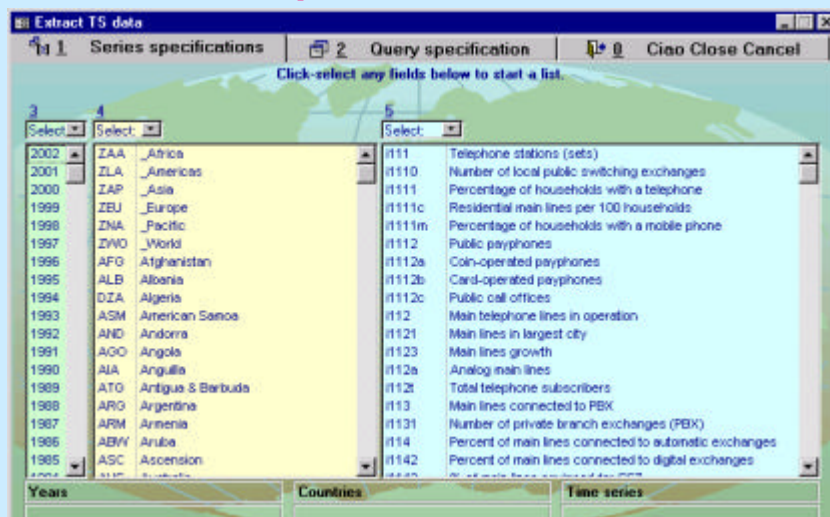 Extract TS data
1 Series specifications 2 Query specification 0 Ciao Close Cancel
Click-select any fields below to start a list.
3 4 5
Select: Select: Select:
2002 ZAA _Africa i111 Telephone stations (sets)
2001 ZLA _Americas i1110 Number of local public switching exchanges
2000 ZAP _Asia i1111 Percentage of households with a telephone
1999 ZEU _Europe i1111c Residential main lines per 100 households
1998 ZNA _Pacific i1111m Percentage of households with a mobile phone
1997 ZWO _World i1112 Public payphones
1996 AFG Afghanistan i1112a Coin-operated payphones
1995 ALB Albania i1112b Card-operated payphones
1994 DZA Algeria i1112c Public call offices
1993 ASM American Samoa i112 Main telephone lines in operation
1992 AND Andorra i1121 Main lines in largest city
1991 AGO Angola i1123 Main lines growth
1990 AIA Anguilla i112a Analog main lines
1989 ATG Antigua & Barbuda i112t Total telephone subscribers
1988 ARG Argentina i113 Main lines connected to PBX
1987 ARM Armenia i1131 Number of private branch exchanges (PBX)
1986 ABW Aruba i114 Percent of main lines connected to automatic exchanges
1985 ASC Ascension i1142 Percent of main lines connected to digital exchanges
Years Countries Time series